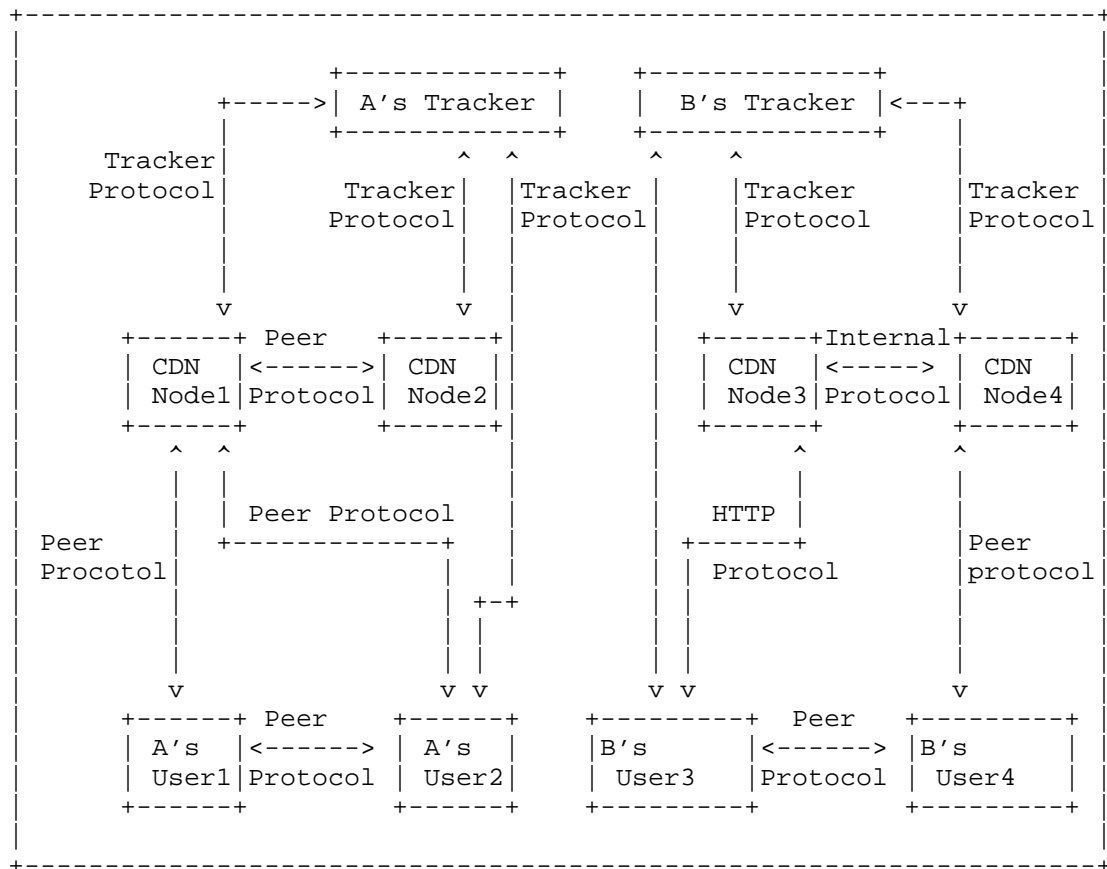 A's Tracker B's Tracker
Tracker
Protocol Tracker Tracker Tracker Tracker
Protocol Protocol Protocol Protocol
Peer Internal
CDN CDN CDN CDN
Node1 Protocol Node2 Node3 Protocol Node4
Peer Protocol HTTP
Peer Peer
Procotol Protocol protocol
Peer Peer
A's A's B's B's
User1 Protocol User2 User3 Protocol User4